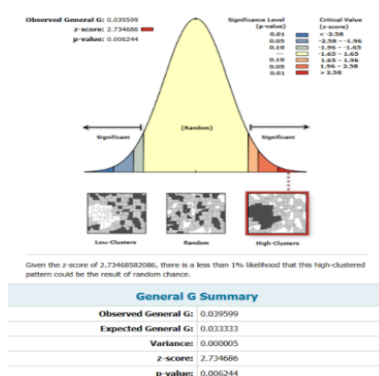 Observed General G: 0.039599
z-score: 2.734686
p-value: 0.006244
Significance Level
(p-value)
Critical Value
(z-score)
0.01 < -2.58
0.05 -2.58 - -1.96
0.10 -1.96 - -1.65
— -1.65 - 1.65
0.10 1.65 - 1.96
0.05 1.96 - 2.58
0.01 > 2.58
Significant
(Random)
Significant
Low-Clusters
Random
High-Clusters
Given the z-score of 2.73468582086, there is a less than 1% likelihood that this high-clustered
pattern could be the result of random chance.
General G Summary
Observed General G: 0.039599
Expected General G: 0.033333
Variance: 0.000005
z-score: 2.734686
p-value: 0.006244